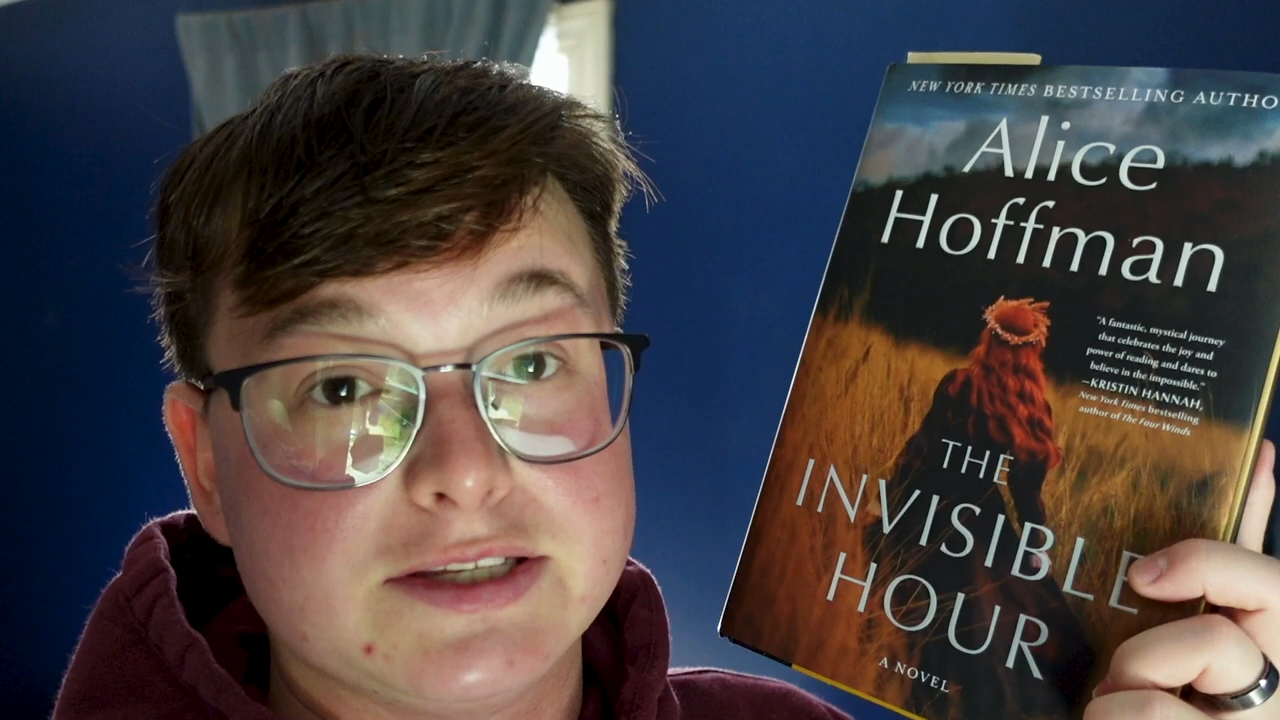 NEW YORK TIMES BESTSELLING AUTHO
Alice
Hoffman
"A fantastic, mystical journey
that celebrates the joy and
power of reading and dares to
believe in the impossible."
—KRISTIN HANNAH,
New York Times bestselling
author of The Four Winds
THE
INVISIBLE
HOUR
A NOVEL